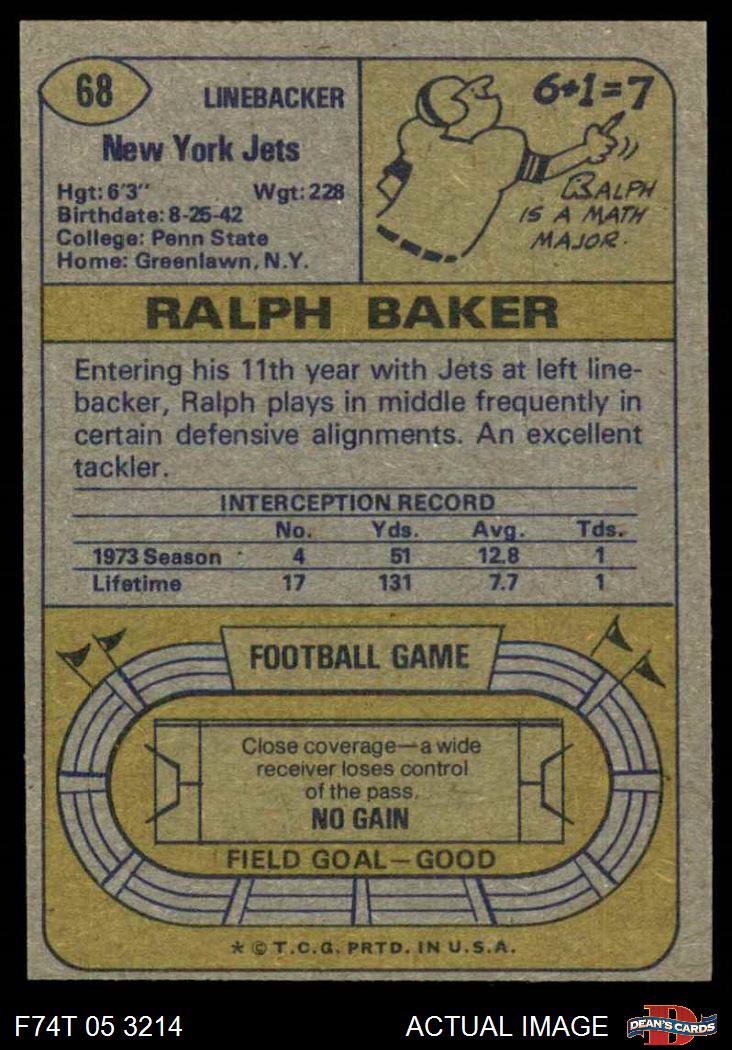 68
LINEBACKER
New York Jets
Hgt: 6'3" Wgt: 228
Birthdate: 8-25-42
College: Penn State
Home: Greenlawn, N.Y.
6+1=7
RALPH
IS A MATH
MAJOR.
RALPH BAKER
Entering his 11th year with Jets at left line-
backer, Ralph plays in middle frequently in
certain defensive alignments. An excellent
tackler.
INTERCEPTION RECORD
No. Yds. Avg. Tds.
1973 Season 4 51 12.8 1
Lifetime 17 131 7.7 1
FOOTBALL GAME
Close coverage—a wide
receiver loses control
of the pass.
NO GAIN
FIELD GOAL—GOOD
* © T.C.G. PRTD. IN U.S.A.
F74T 05 3214 ACTUAL IMAGE
D
DEAN'S CARDS